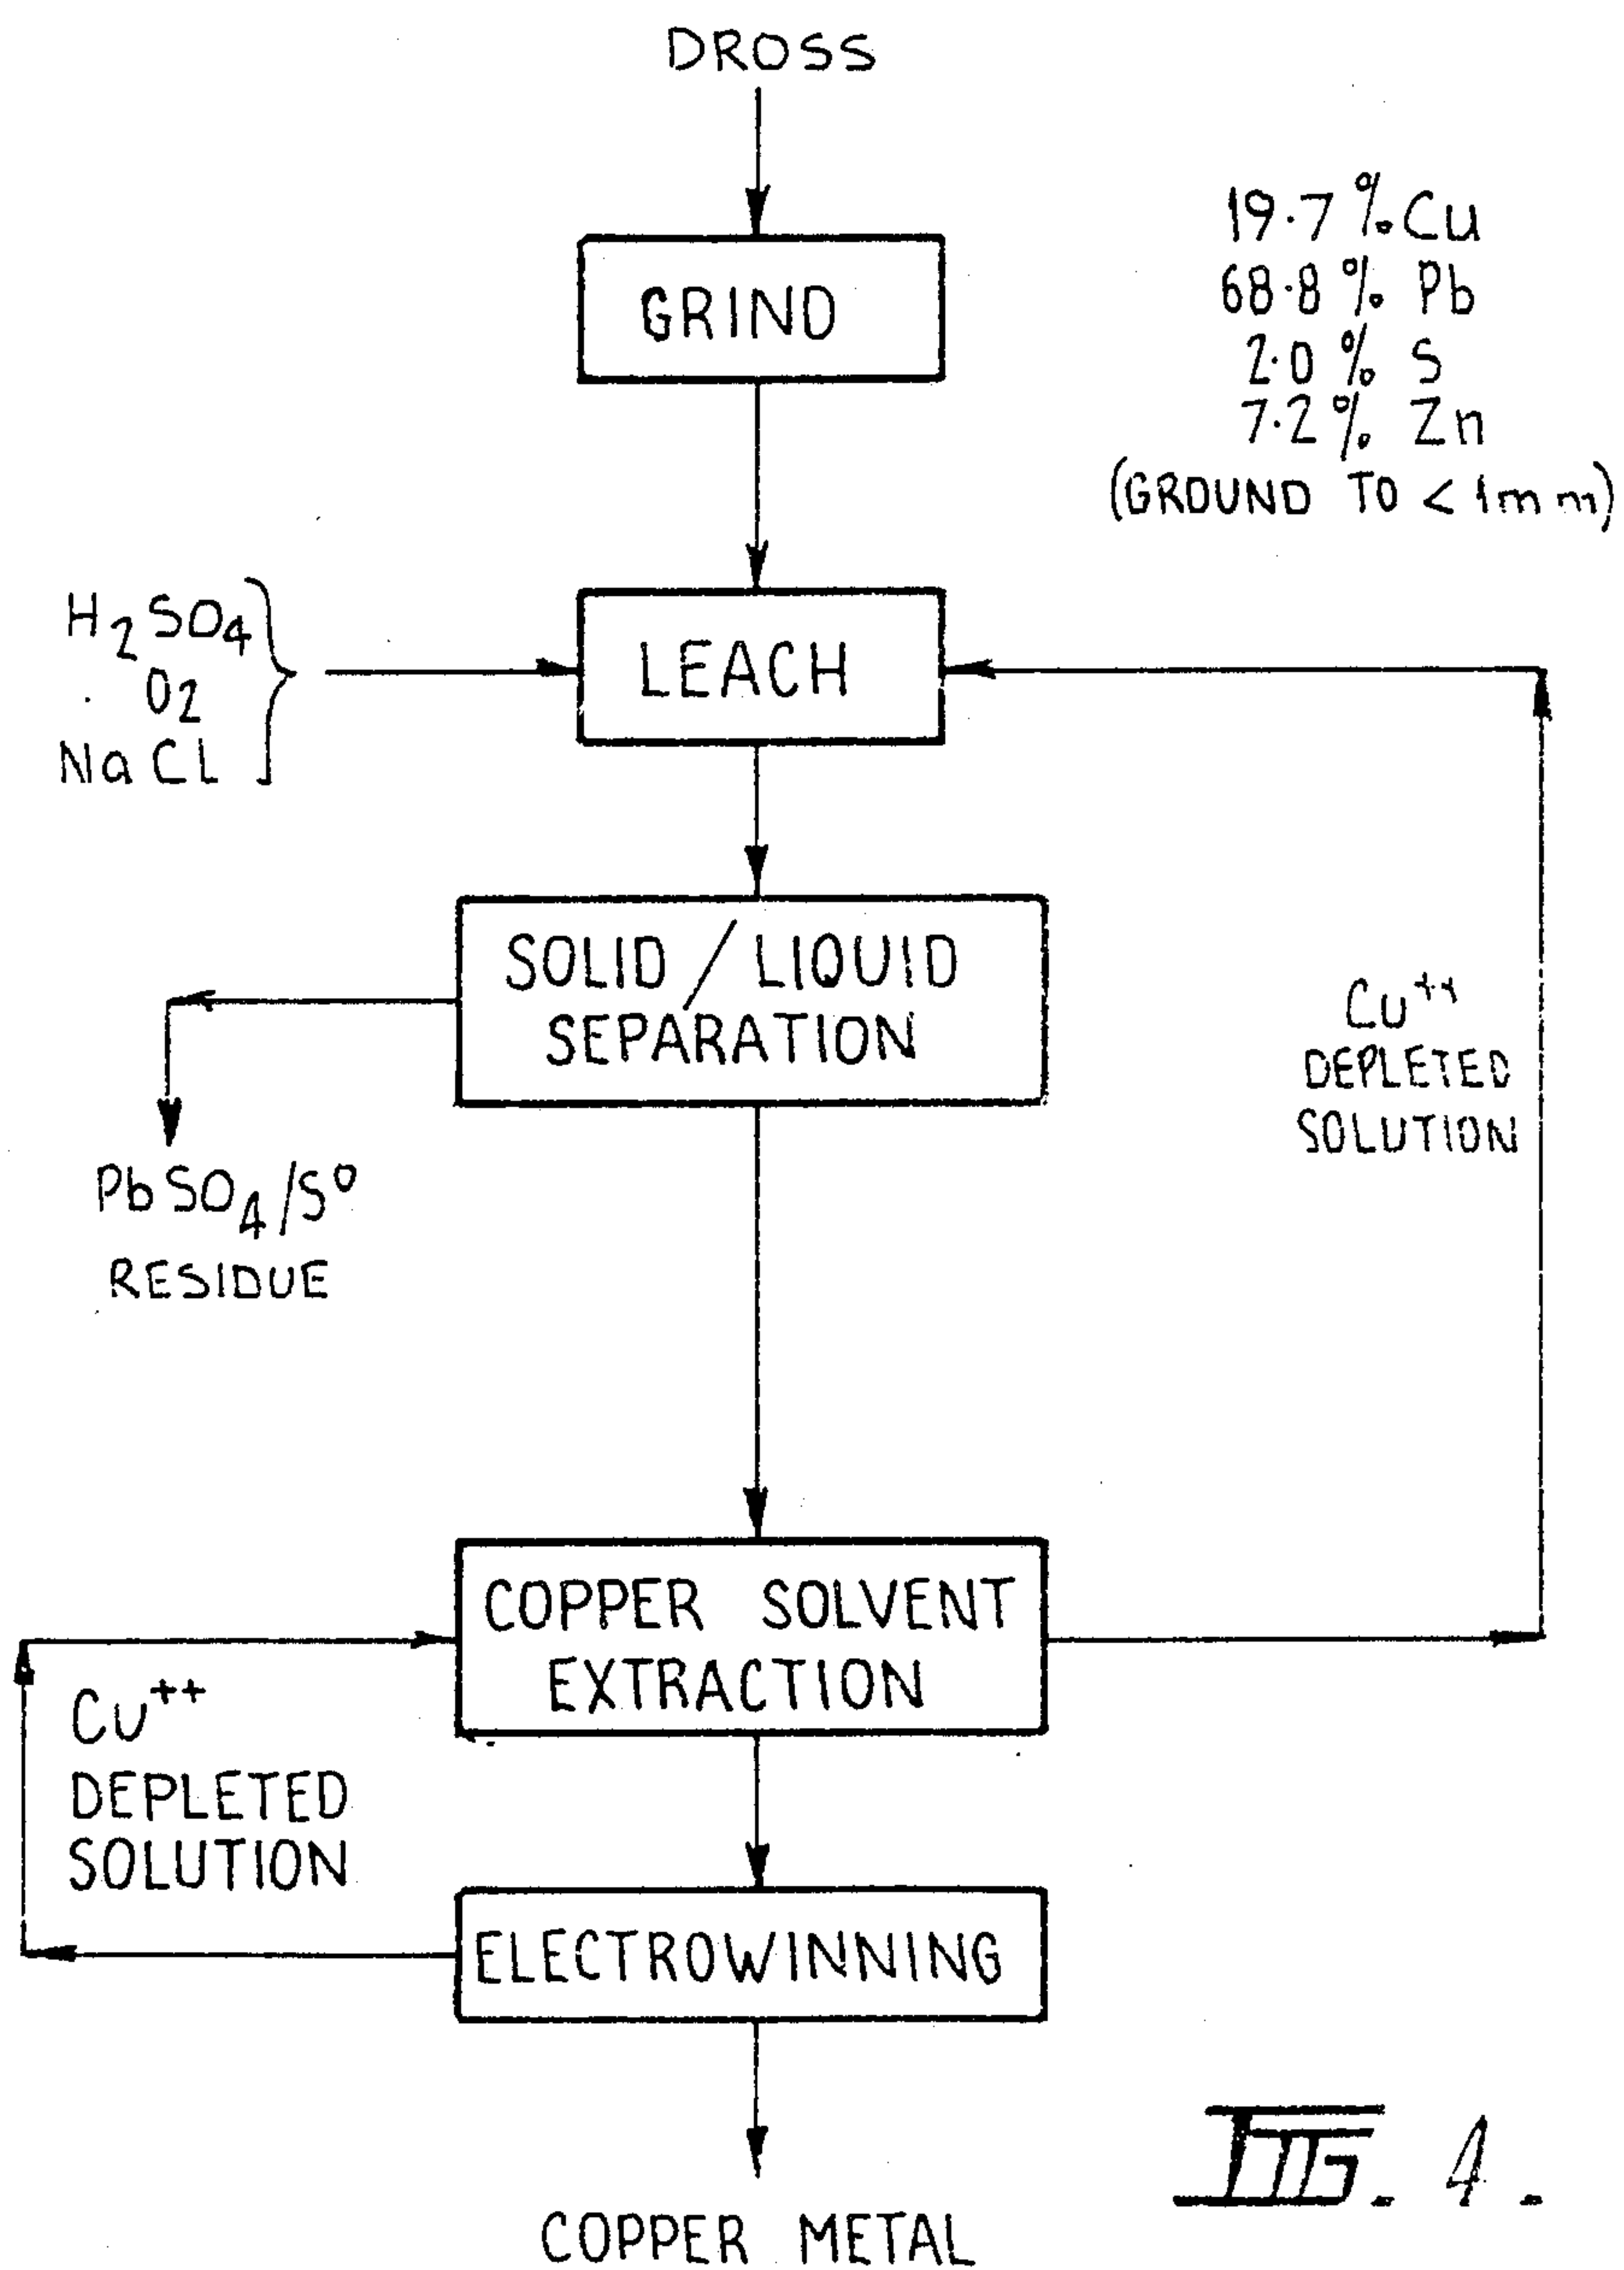 DROSS
GRIND
19.7% Cu
68.8% Pb
2.0% S
7.2% Zn
(GROUND TO < 1mm)
H2SO4
O2
NaCl
LEACH
SOLID / LIQUID
SEPARATION
Cu++
DEPLETED
SOLUTION
PbSO4/S°
RESIDUE
COPPER SOLVENT
EXTRACTION
Cu++
DEPLETED
SOLUTION
ELECTROWINNING
COPPER METAL
FIG. 4.